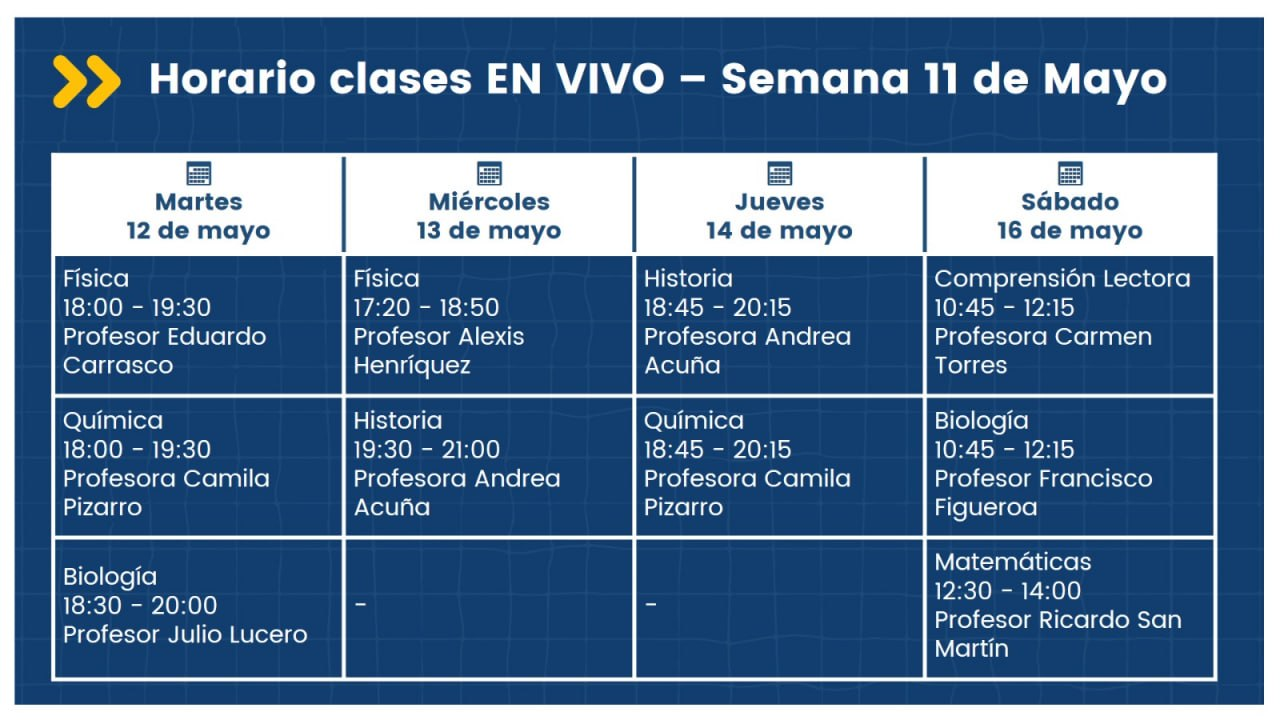 Horario clases EN VIVO – Semana 11 de Mayo
Martes
12 de mayo
Miércoles
13 de mayo
Jueves
14 de mayo
Sábado
16 de mayo
Física
18:00 - 19:30
Profesor Eduardo
Carrasco
Física
17:20 - 18:50
Profesor Alexis
Henríquez
Historia
18:45 - 20:15
Profesora Andrea
Acuña
Comprensión Lectora
10:45 - 12:15
Profesora Carmen
Torres
Química
18:00 - 19:30
Profesora Camila
Pizarro
Historia
19:30 - 21:00
Profesora Andrea
Acuña
Química
18:45 - 20:15
Profesora Camila
Pizarro
Biología
10:45 - 12:15
Profesor Francisco
Figueroa
Biología
18:30 - 20:00
Profesor Julio Lucero
-
-
Matemáticas
12:30 - 14:00
Profesor Ricardo San
Martín